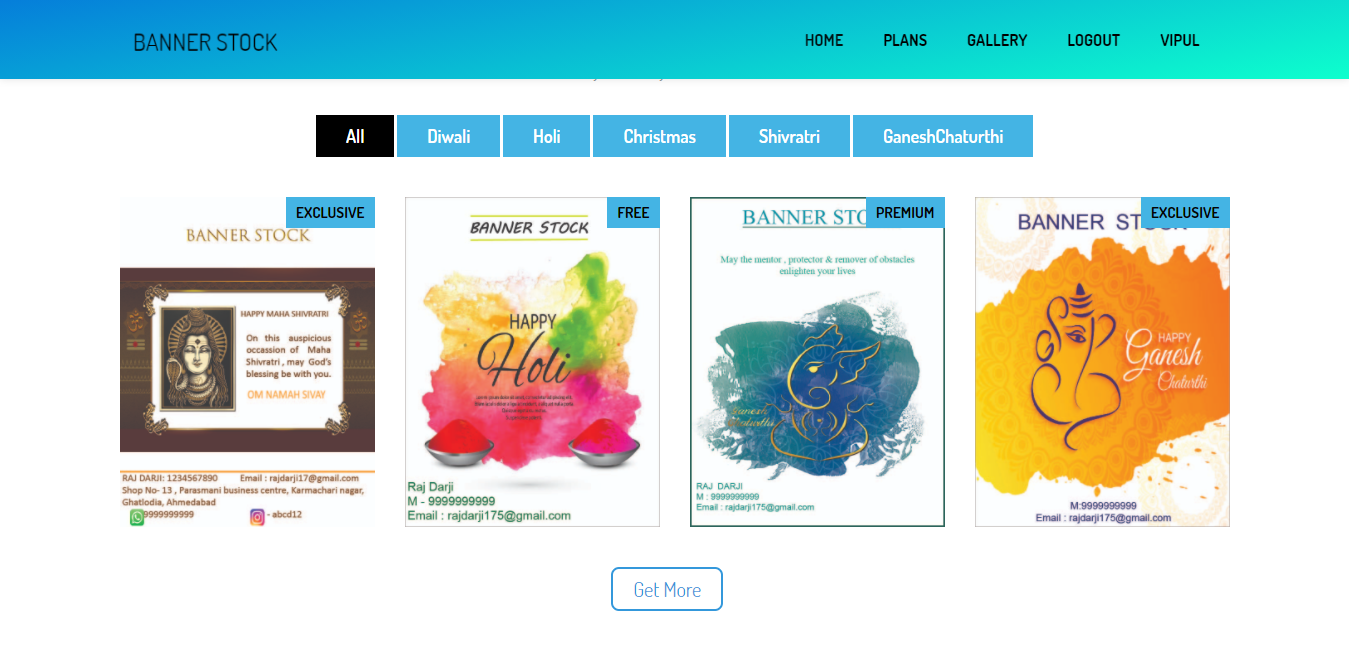 BANNER STOCK
HOME
PLANS
GALLERY
LOGOUT
VIPUL
All
Diwali
Holi
Christmas
Shivratri
GaneshChaturthi
EXCLUSIVE
BANNER STOCK
HAPPY MAHA SHIVRATRI
On this auspicious
occassion of Maha
Shivratri , may God's
blessing be with you.
OM NAMAH SIVAY
RAJ DARJI: 1234567890 Email : rajdarji17@gmail.com
Shop No- 13 , Parasmani business centre, Karmachari nagar,
Ghatlodia, Ahmedabad
9999999999 - abcd12
FREE
BANNER STOCK
HAPPY
Holi
Raj Darji
M - 9999999999
Email : rajdarji175@gmail.com
PREMIUM
BANNER
May the mentor , protector & remover of obstacles
enlighten your lives
Ganesh
RAJ DARJI
M : 9999999999
Email : rajdarji175@gmail.com
EXCLUSIVE
BANNER STOCK
HAPPY
Ganesh
Chaturthi
M:9999999999
Email : rajdarji175@gmail.com
Get More